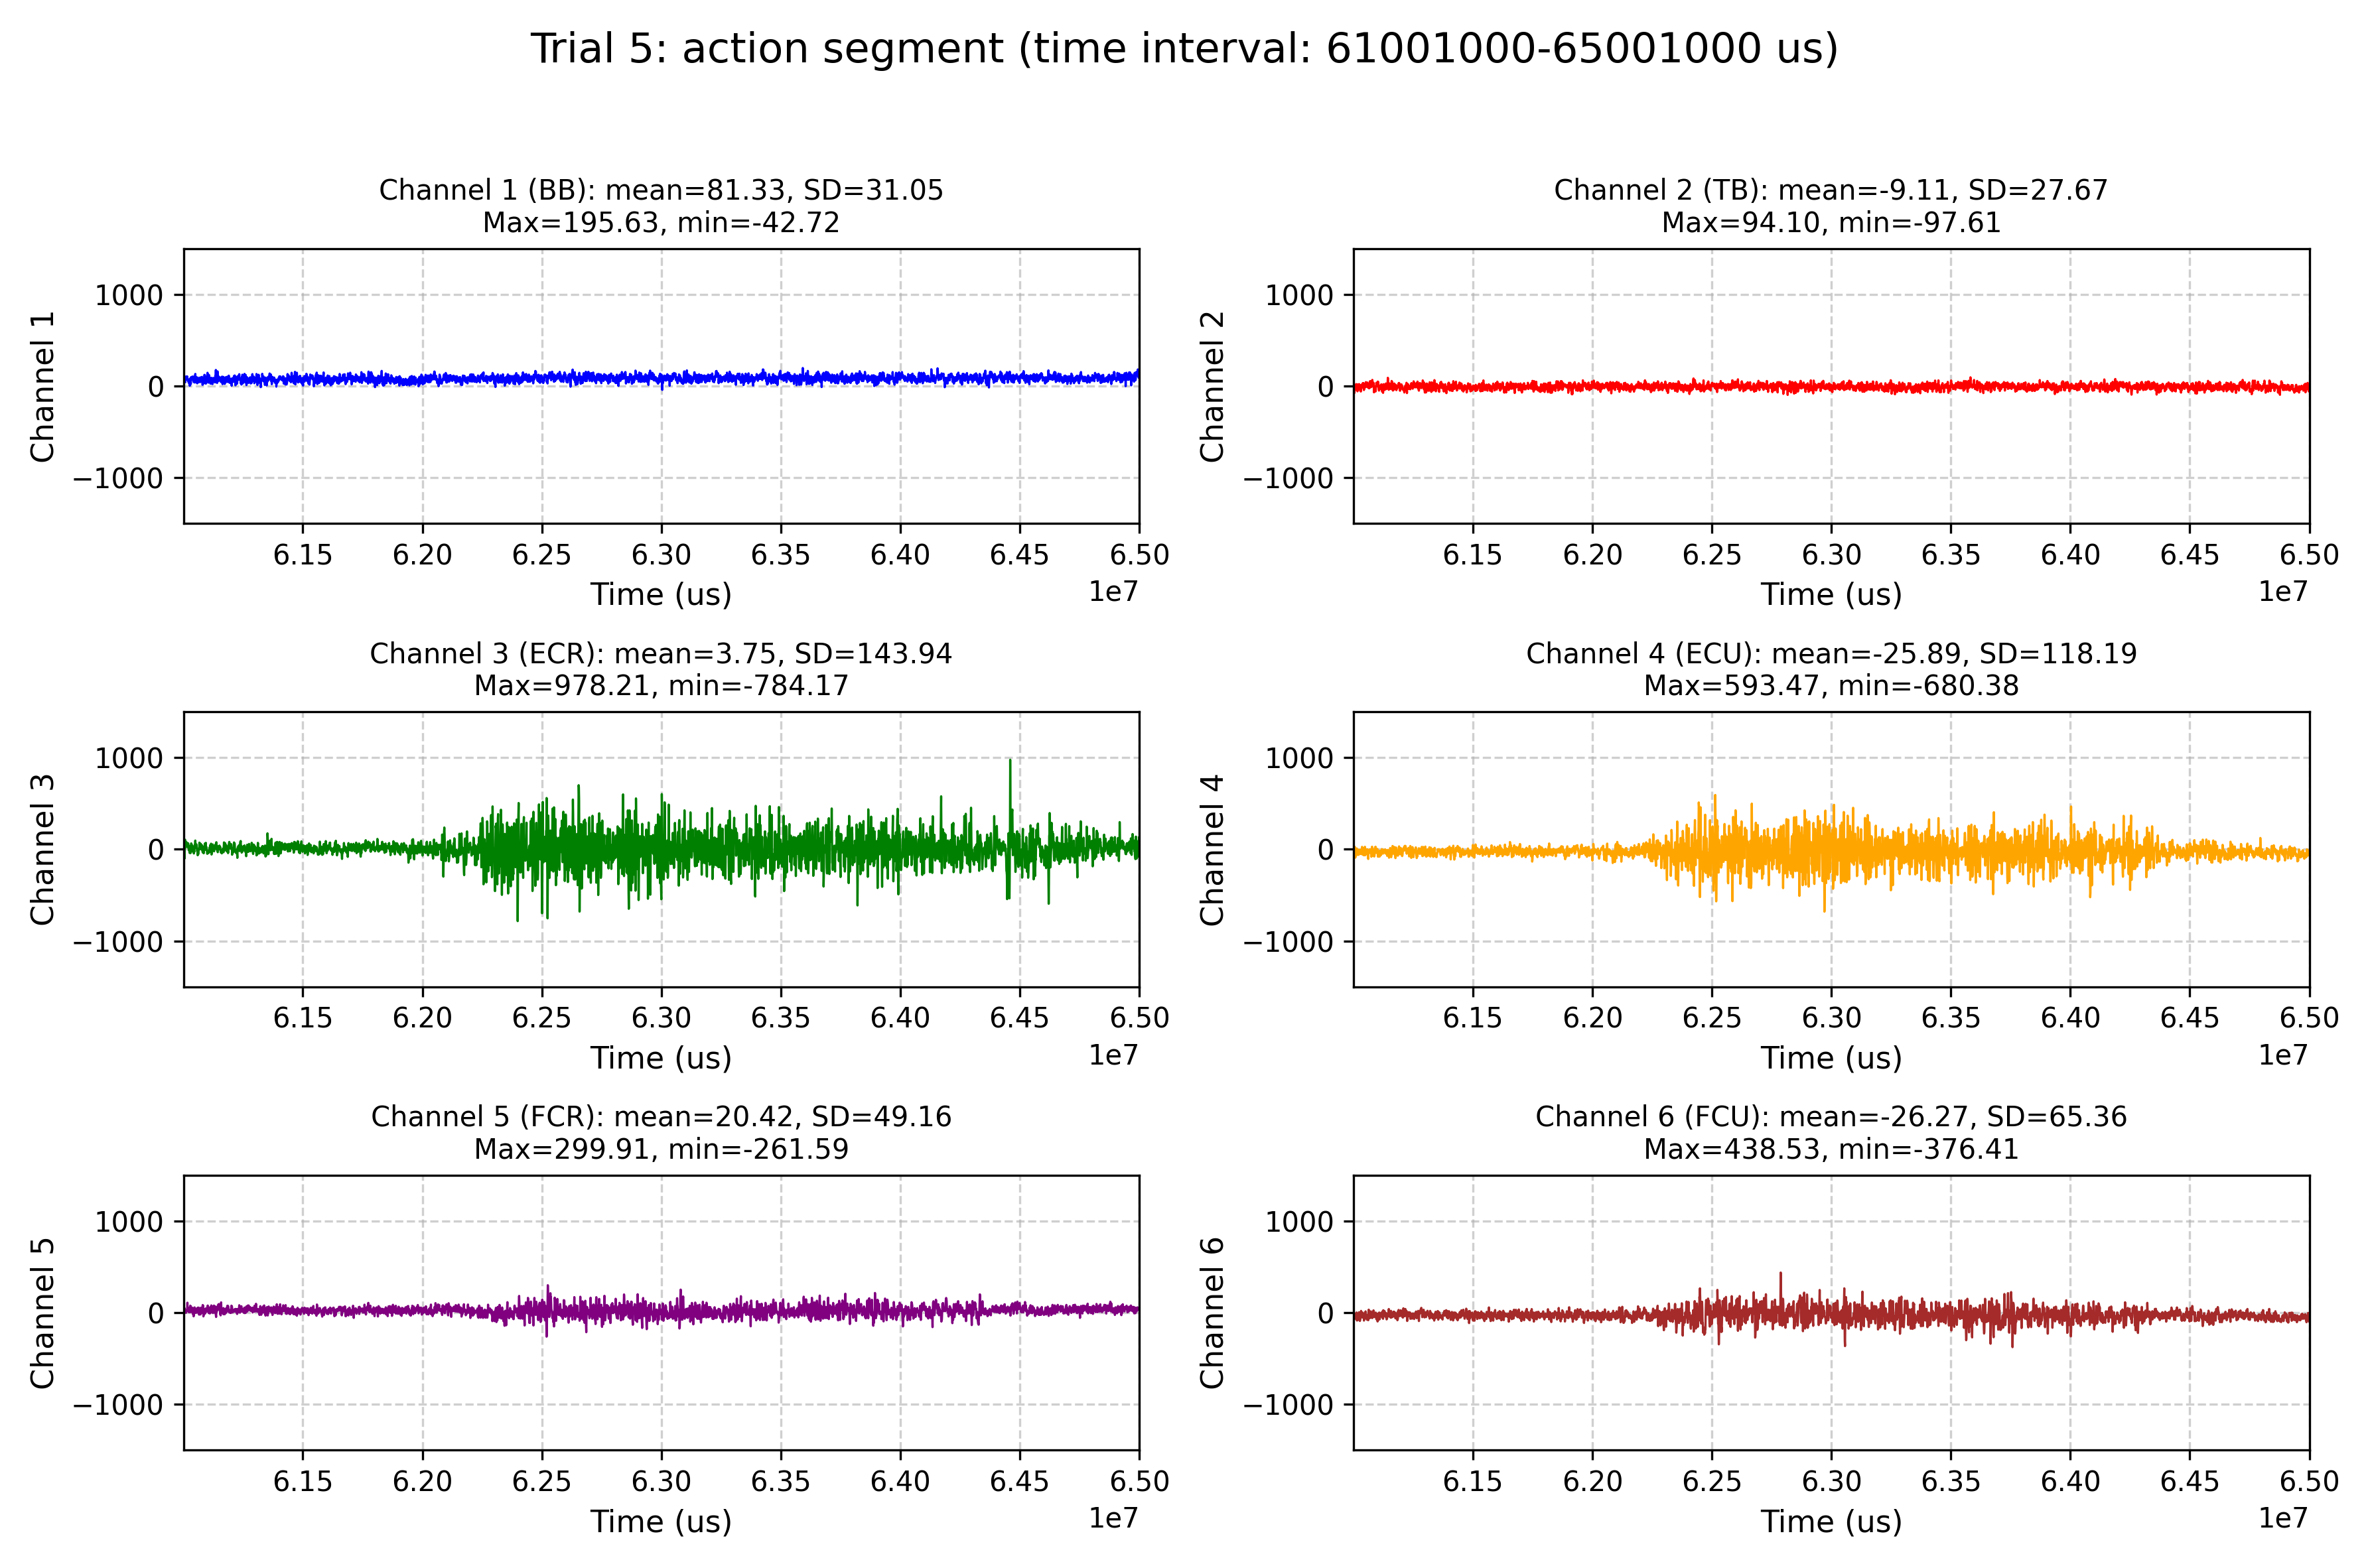 Trial 5: action segment (time interval: 61001000-65001000 us)
Channel 1 (BB): mean=81.33, SD=31.05
Max=195.63, min=-42.72
1000
0
−1000
Channel 1
6.15 6.20 6.25 6.30 6.35 6.40 6.45 6.50
1e7
Time (us)
Channel 2 (TB): mean=-9.11, SD=27.67
Max=94.10, min=-97.61
1000
0
−1000
Channel 2
6.15 6.20 6.25 6.30 6.35 6.40 6.45 6.50
1e7
Time (us)
Channel 3 (ECR): mean=3.75, SD=143.94
Max=978.21, min=-784.17
1000
0
−1000
Channel 3
6.15 6.20 6.25 6.30 6.35 6.40 6.45 6.50
1e7
Time (us)
Channel 4 (ECU): mean=-25.89, SD=118.19
Max=593.47, min=-680.38
1000
0
−1000
Channel 4
6.15 6.20 6.25 6.30 6.35 6.40 6.45 6.50
1e7
Time (us)
Channel 5 (FCR): mean=20.42, SD=49.16
Max=299.91, min=-261.59
1000
0
−1000
Channel 5
6.15 6.20 6.25 6.30 6.35 6.40 6.45 6.50
1e7
Time (us)
Channel 6 (FCU): mean=-26.27, SD=65.36
Max=438.53, min=-376.41
1000
0
−1000
Channel 6
6.15 6.20 6.25 6.30 6.35 6.40 6.45 6.50
1e7
Time (us)